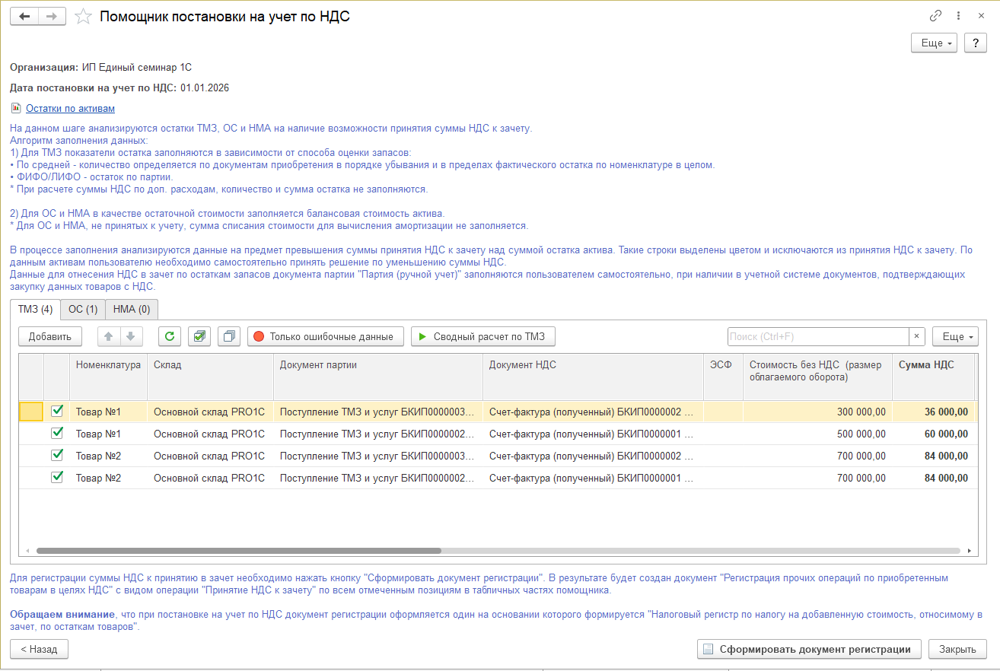 Помощник постановки на учет по НДС
Еще
?
Организация: ИП Единый семинар 1С
Дата постановки на учет по НДС: 01.01.2026
Остатки по активам
На данном шаге анализируются остатки ТМЗ, ОС и НМА на наличие возможности принятия суммы НДС к зачету.
Алгоритм заполнения данных:
1) Для ТМЗ показатели остатка заполняются в зависимости от способа оценки запасов:
• По средней - количество определяется по документам приобретения в порядке убывания и в пределах фактического остатка по номенклатуре в целом.
• ФИФО/ЛИФО - остаток по партии.
* При расчете суммы НДС по доп. расходам, количество и сумма остатка не заполняются.
2) Для ОС и НМА в качестве остаточной стоимости заполняется балансовая стоимость актива.
* Для ОС и НМА, не принятых к учету, сумма списания стоимости для вычисления амортизации не заполняется.
В процессе заполнения анализируются данные на предмет превышения суммы принятия НДС к зачету над суммой остатка актива. Такие строки выделены цветом и исключаются из принятия НДС к зачету. По
данным активам пользователю необходимо самостоятельно принять решение по уменьшению суммы НДС.
Данные для отнесения НДС в зачет по остаткам запасов документа партии "Партия (ручной учет)" заполняются пользователем самостоятельно, при наличии в учетной системе документов, подтверждающих
закупку данных товаров с НДС.
ТМЗ (4) ОС (1) НМА (0)
Добавить Только ошибочные данные Сводный расчет по ТМЗ Поиск (Ctrl+F) × Еще
Номенклатура Склад Документ партии Документ НДС ЭСФ Стоимость без НДС (размер Сумма НДС
облагаемого оборота)
Товар №1 Основной склад PRO1C Поступление ТМЗ и услуг БКИП0000003... Счет-фактура (полученный) БКИП0000002 ... 300 000,00 36 000,00
Товар №1 Основной склад PRO1C Поступление ТМЗ и услуг БКИП0000002... Счет-фактура (полученный) БКИП0000001 ... 500 000,00 60 000,00
Товар №2 Основной склад PRO1C Поступление ТМЗ и услуг БКИП0000003... Счет-фактура (полученный) БКИП0000002 ... 700 000,00 84 000,00
Товар №2 Основной склад PRO1C Поступление ТМЗ и услуг БКИП0000002... Счет-фактура (полученный) БКИП0000001 ... 700 000,00 84 000,00
Для регистрации суммы НДС к принятию в зачет необходимо нажать кнопку "Сформировать документ регистрации". В результате будет создан документ "Регистрация прочих операций по приобретенным
товарам в целях НДС" с видом операции "Принятие НДС к зачету" по всем отмеченным позициям в табличных частях помощника.
Обращаем внимание, что при постановке на учет по НДС документ регистрации оформляется один на основании которого формируется "Налоговый регистр по налогу на добавленную стоимость, относимому в
зачет, по остаткам товаров".
< Назад Сформировать документ регистрации Закрыть